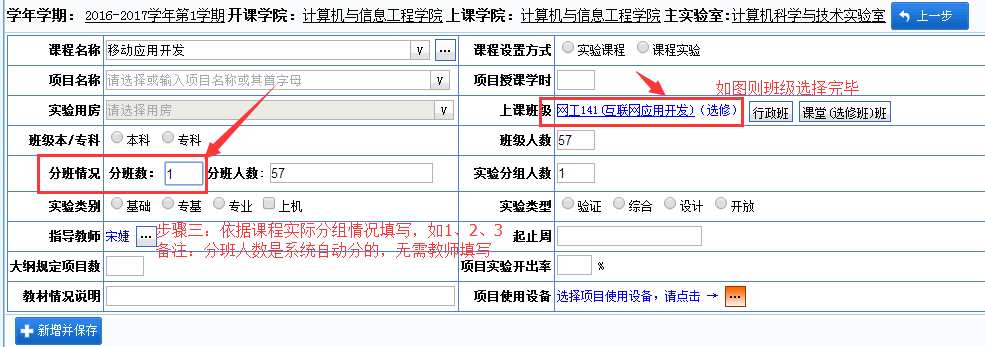 学年学期：2016-2017学年第1学期 开课学院：计算机与信息工程学院 上课学院：计算机与信息工程学院 主实验室：计算机科学与技术实验室 上一步
课程名称 移动应用开发 v ... 课程设置方式 实验课程 课程实验
项目名称 请选择或输入项目名称或其首字母 v 项目授课学时
如图则班级选择完毕
实验用房 请选择用房 v 上课班级 网工141(互联网应用开发)(选修) 行政班 课堂(选修班)班
班级本/专科 本科 专科 班级人数 57
分班情况 分班数：1 分班人数：57 实验分组人数 1
实验类别 基础 专基 专业 上机 实验类型 验证 综合 设计 开放
步骤三：依据课程实际分组情况填写，如1、2、3
指导教师 宋婕 ... 起止周
备注：分班人数是系统自动分的，无需教师填写
大纲规定项目数 项目实验开出率 %
教材情况说明 项目使用设备 选择项目使用设备，请点击 → ...
新增并保存